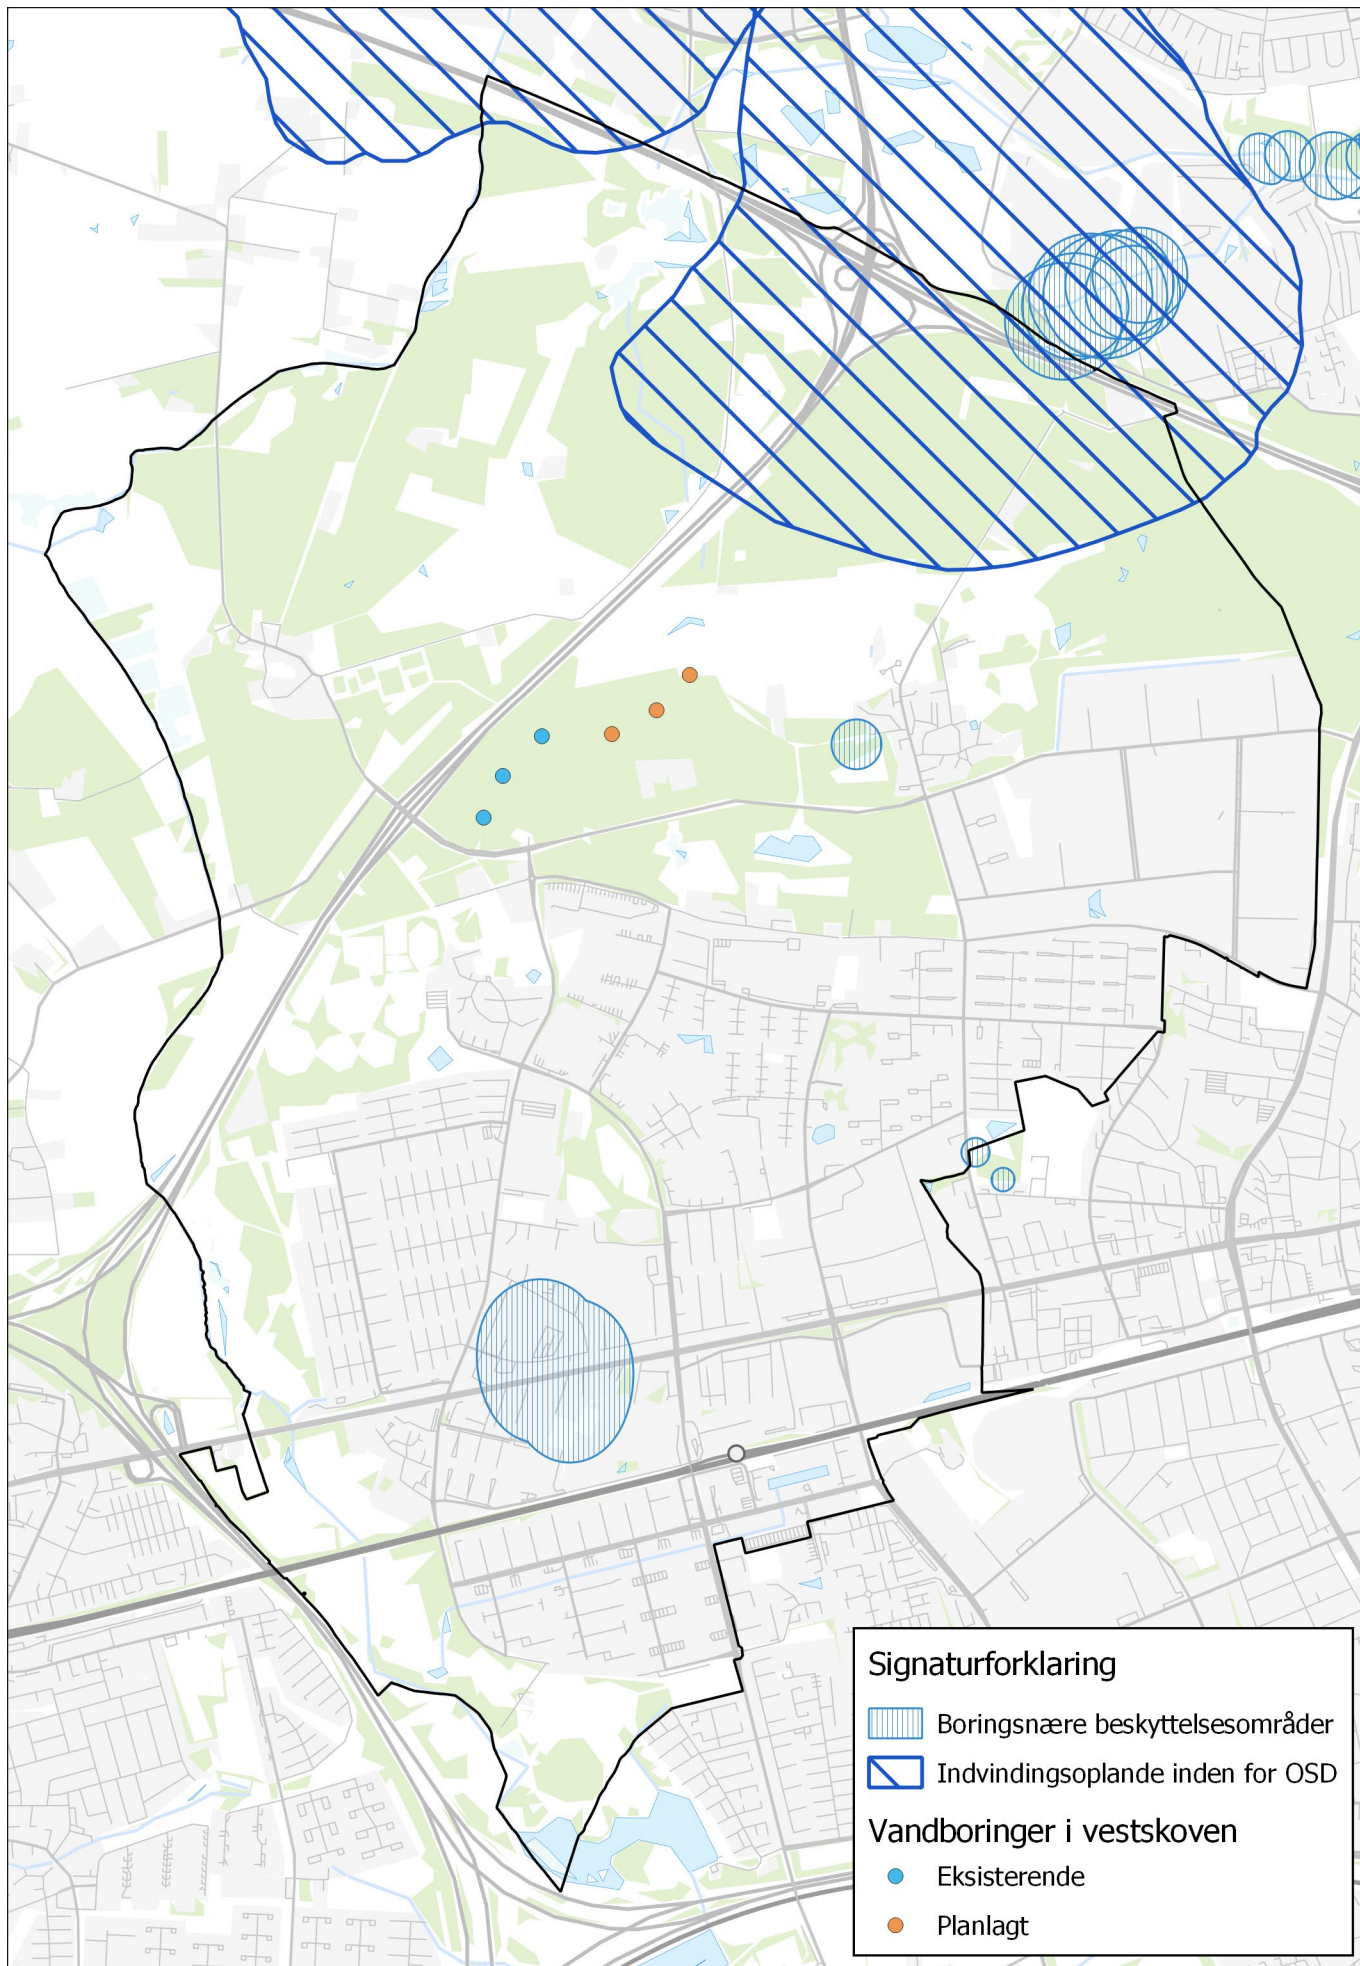 Signaturforklaring
Boringsnære beskyttelsesområder
Indvindingsoplande inden for OSD
Vandboringer i vestskoven
Eksisterende
Planlagt